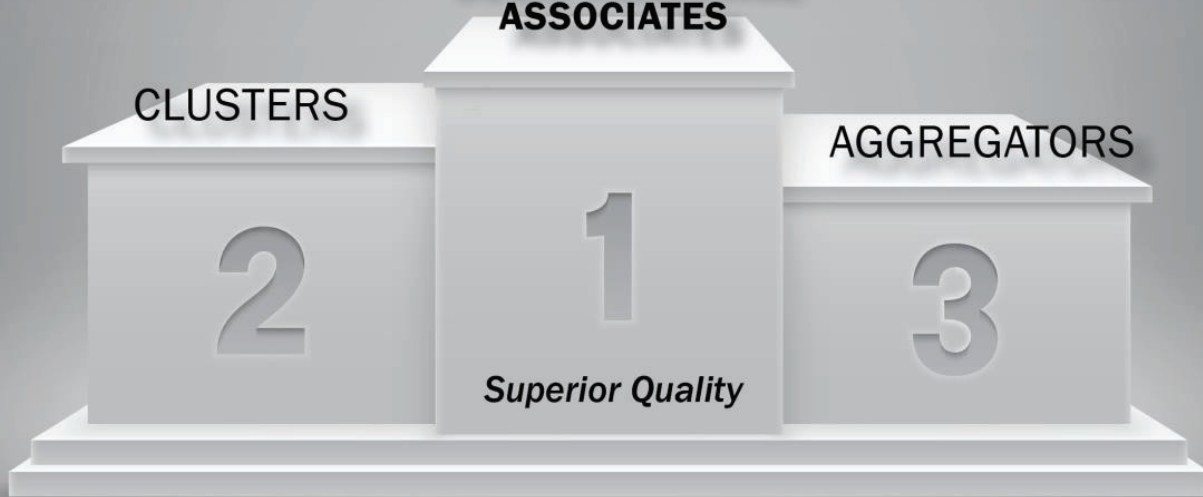 ASSOCIATES
CLUSTERS
AGGREGATORS
2
1
3
Superior Quality